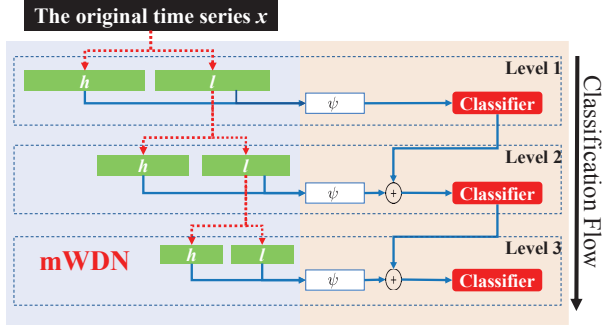 The original time series x
Level 1
h
l
ψ
Classifier
Level 2
h
l
ψ
+
Classifier
Level 3
h
l
ψ
+
Classifier
mWDN
Classification Flow